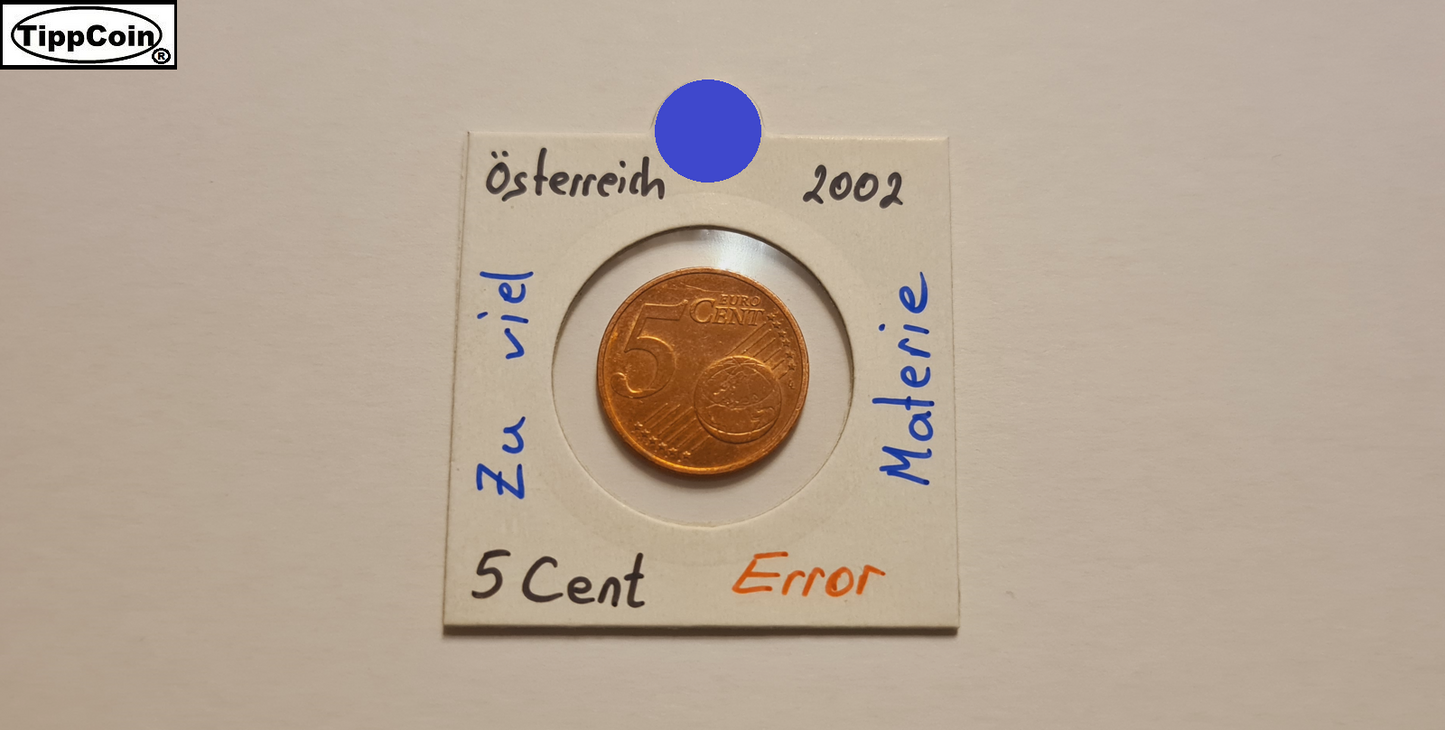 TippCoin
®
Österreich
2002
Zu viel
Materie
5 EURO
CENT
5 Cent
Error